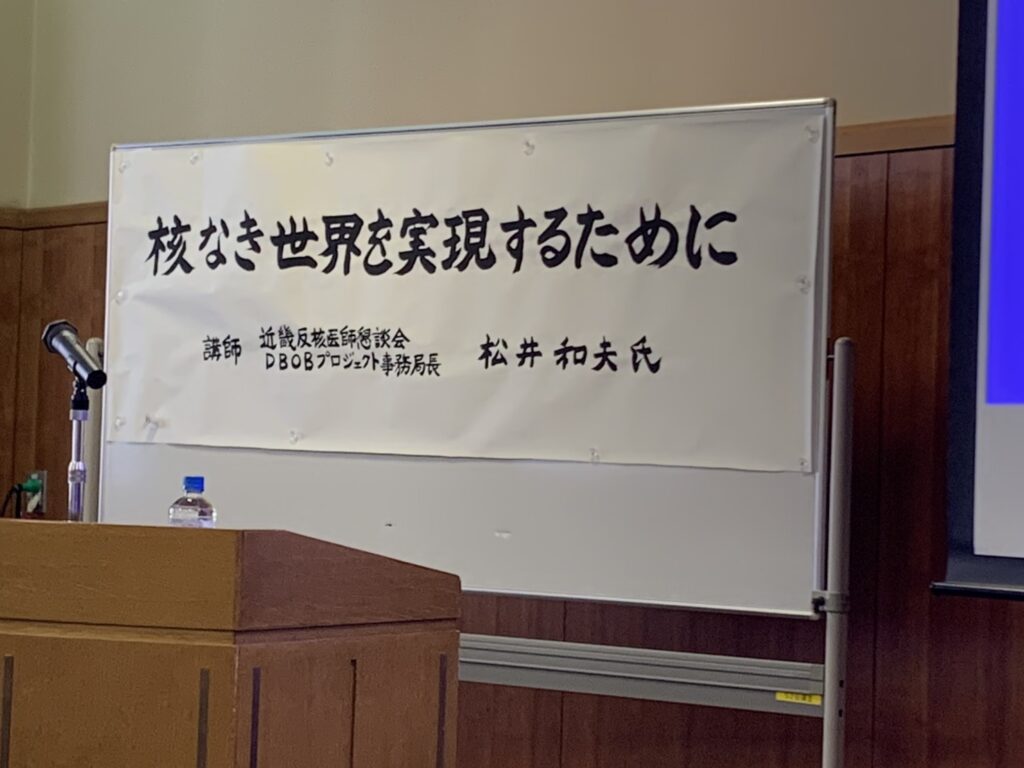 核なき世界を実現するために
講師 近畿反核医師懇談会
DBOBプロジェクト事務局長 松井和夫氏